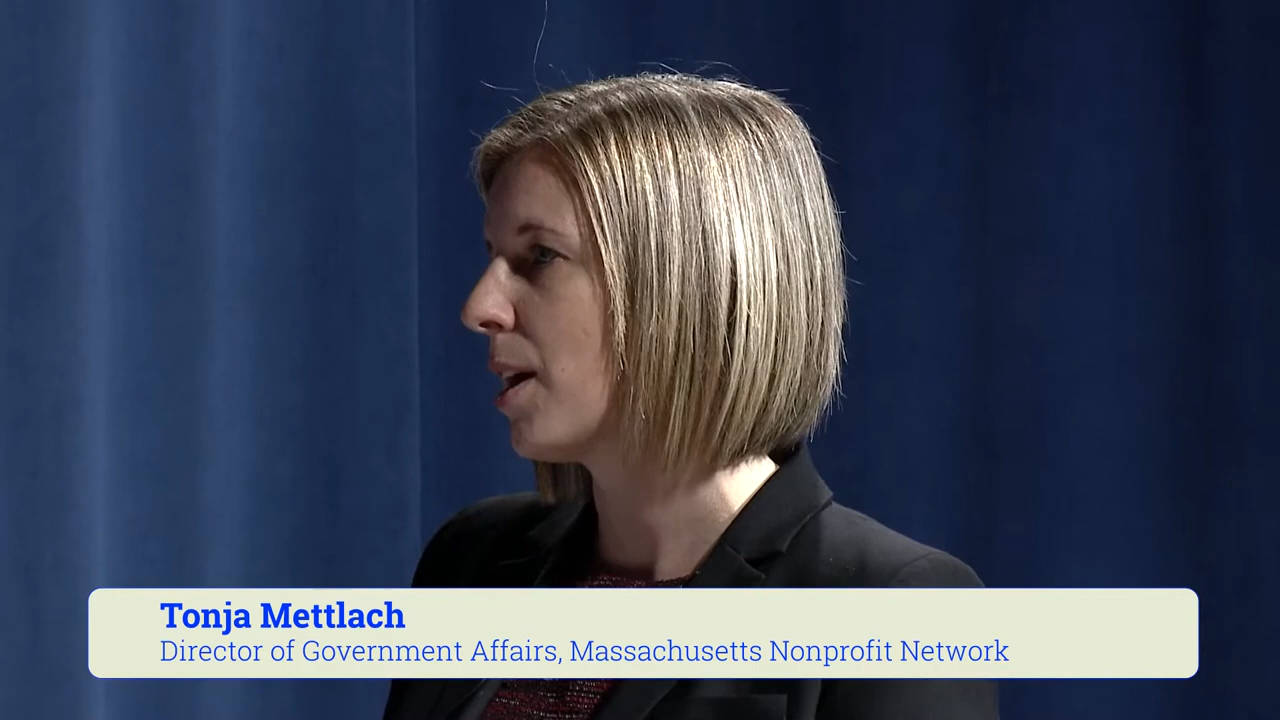 Tonja Mettlach
Director of Government Affairs, Massachusetts Nonprofit Network